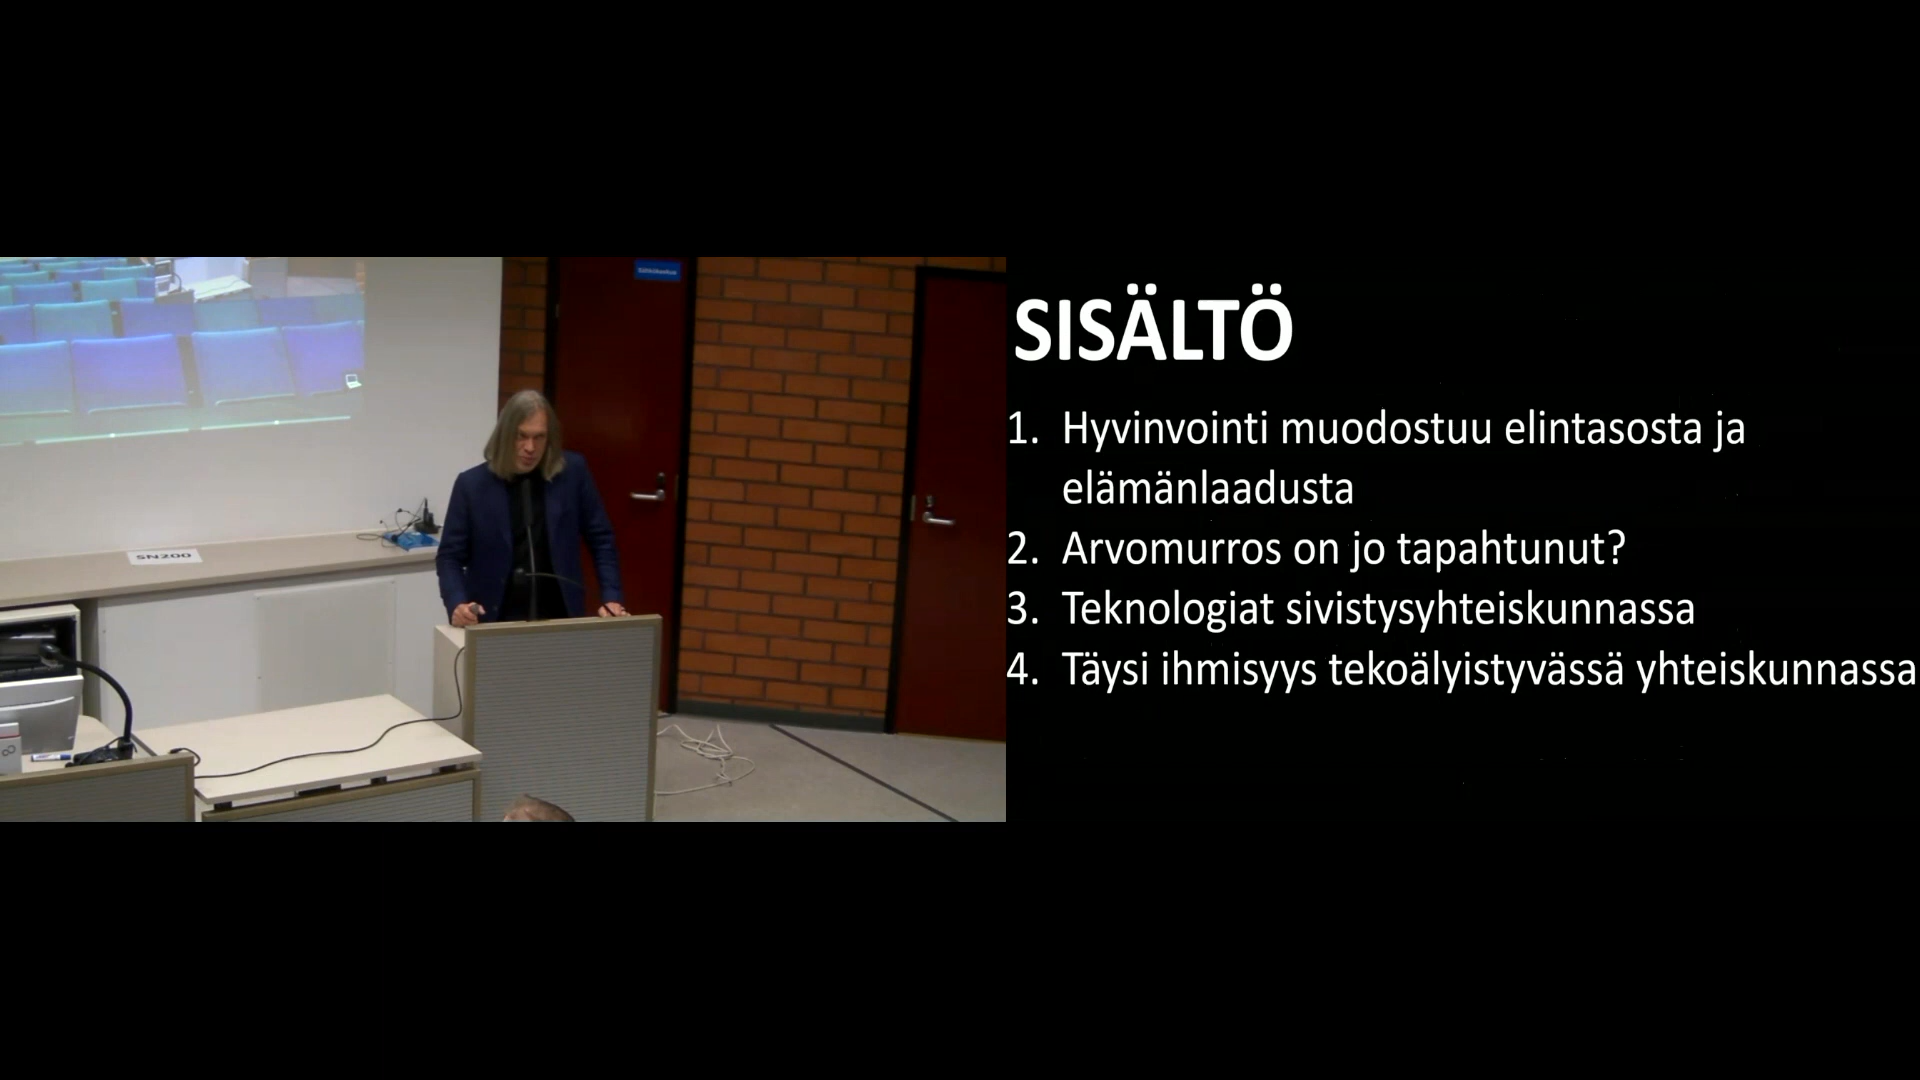 SN200
SISÄLTÖ
1. Hyvinvointi muodostuu elintasosta ja
elämänlaadusta
2. Arvomurros on jo tapahtunut?
3. Teknologiat sivistysyhteiskunnassa
4. Täysi ihmisyys tekoälyistyvässä yhteiskunnassa